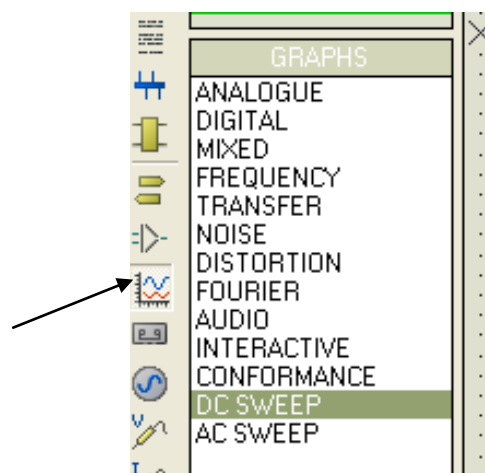 GRAPHS
ANALOGUE
DIGITAL
MIXED
FREQUENCY
TRANSFER
NOISE
DISTORTION
FOURIER
AUDIO
INTERACTIVE
CONFORMANCE
DC SWEEP
AC SWEEP
V
I